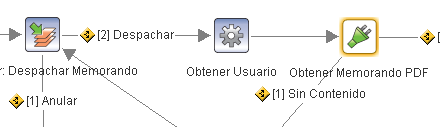 [2] Despachar
r: Despachar Memorando
Obtener Usuario
Obtener Memorando PDF
[1] Anular
[1] Sin Contenido